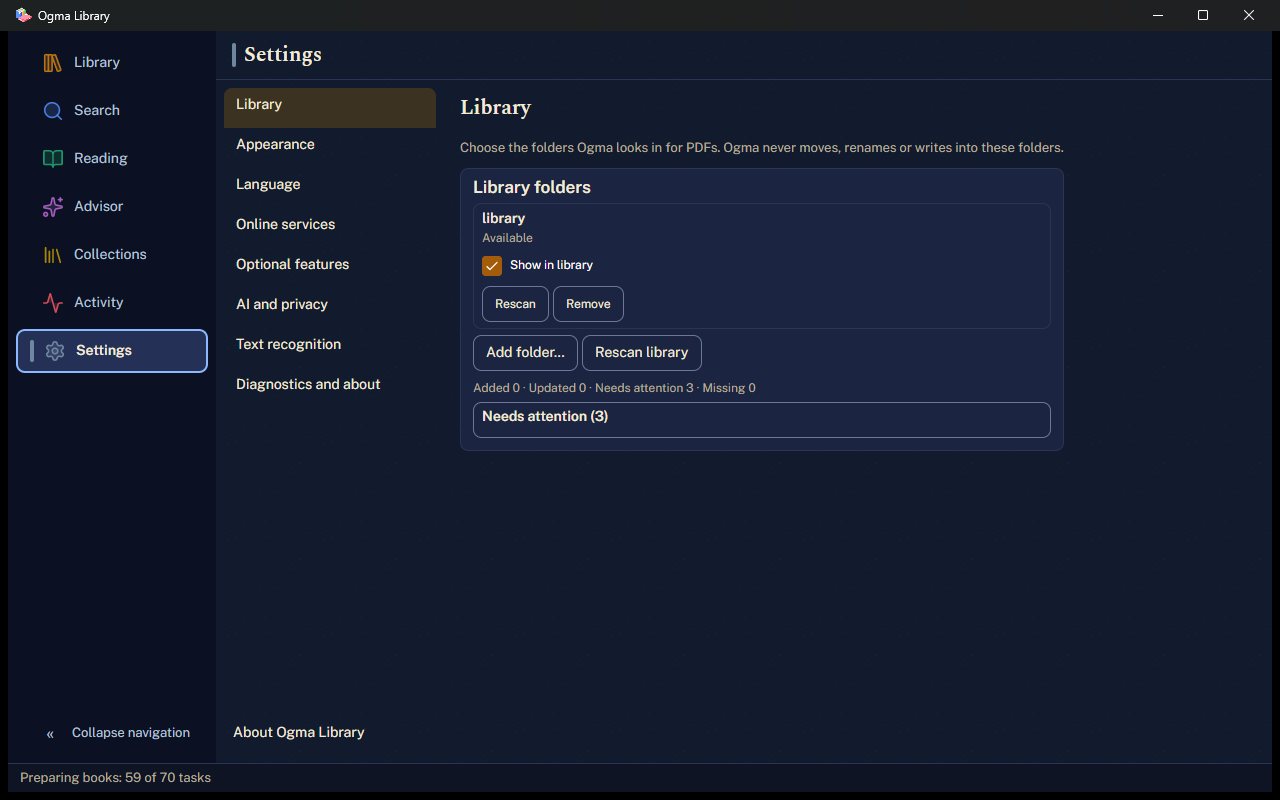 Ogma Library
Library
Search
Reading
Advisor
Collections
Activity
Settings
« Collapse navigation
Settings
Library
Appearance
Language
Online services
Optional features
AI and privacy
Text recognition
Diagnostics and about
About Ogma Library
Library
Choose the folders Ogma looks in for PDFs. Ogma never moves, renames or writes into these folders.
Library folders
library
Available
Show in library
Rescan Remove
Add folder... Rescan library
Added 0 · Updated 0 · Needs attention 3 · Missing 0
Needs attention (3)
Preparing books: 59 of 70 tasks